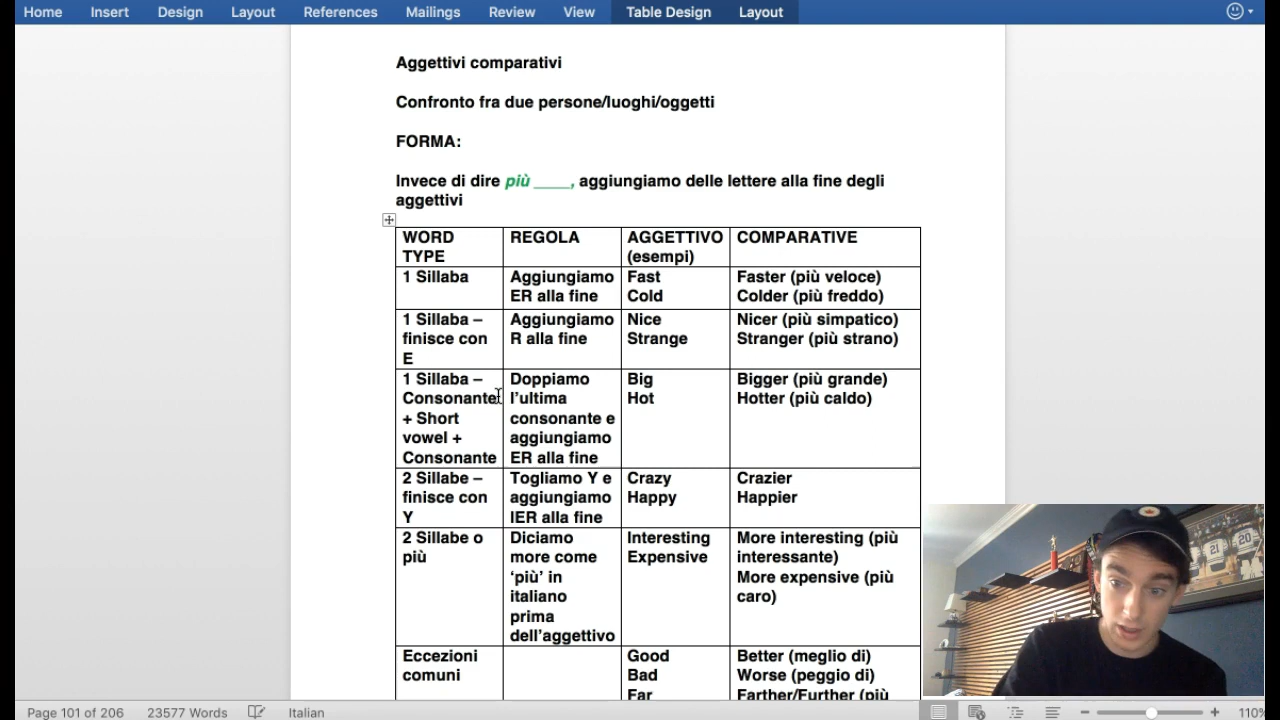 Home Insert Design Layout References Mailings Review View Table Design Layout
Aggettivi comparativi
Confronto fra due persone/luoghi/oggetti
FORMA:
Invece di dire più ____, aggiungiamo delle lettere alla fine degli
aggettivi
WORD
TYPE
REGOLA
AGGETTIVO
(esempi)
COMPARATIVE
1 Sillaba
Aggiungiamo
ER alla fine
Fast
Cold
Faster (più veloce)
Colder (più freddo)
1 Sillaba –
finisce con
E
Aggiungiamo
R alla fine
Nice
Strange
Nicer (più simpatico)
Stranger (più strano)
1 Sillaba –
Consonante
+ Short
vowel +
Consonante
Doppiamo
l’ultima
consonante e
aggiungiamo
ER alla fine
Big
Hot
Bigger (più grande)
Hotter (più caldo)
2 Sillabe –
finisce con
Y
Togliamo Y e
aggiungiamo
IER alla fine
Crazy
Happy
Crazier
Happier
2 Sillabe o
più
Diciamo
more come
‘più’ in
italiano
prima
dell’aggettivo
Interesting
Expensive
More interesting (più
interessante)
More expensive (più
caro)
Eccezioni
comuni
Good
Bad
Far
Better (meglio di)
Worse (peggio di)
Farther/Further (più
21 20
Page 101 of 206 23577 Words Italian 110%